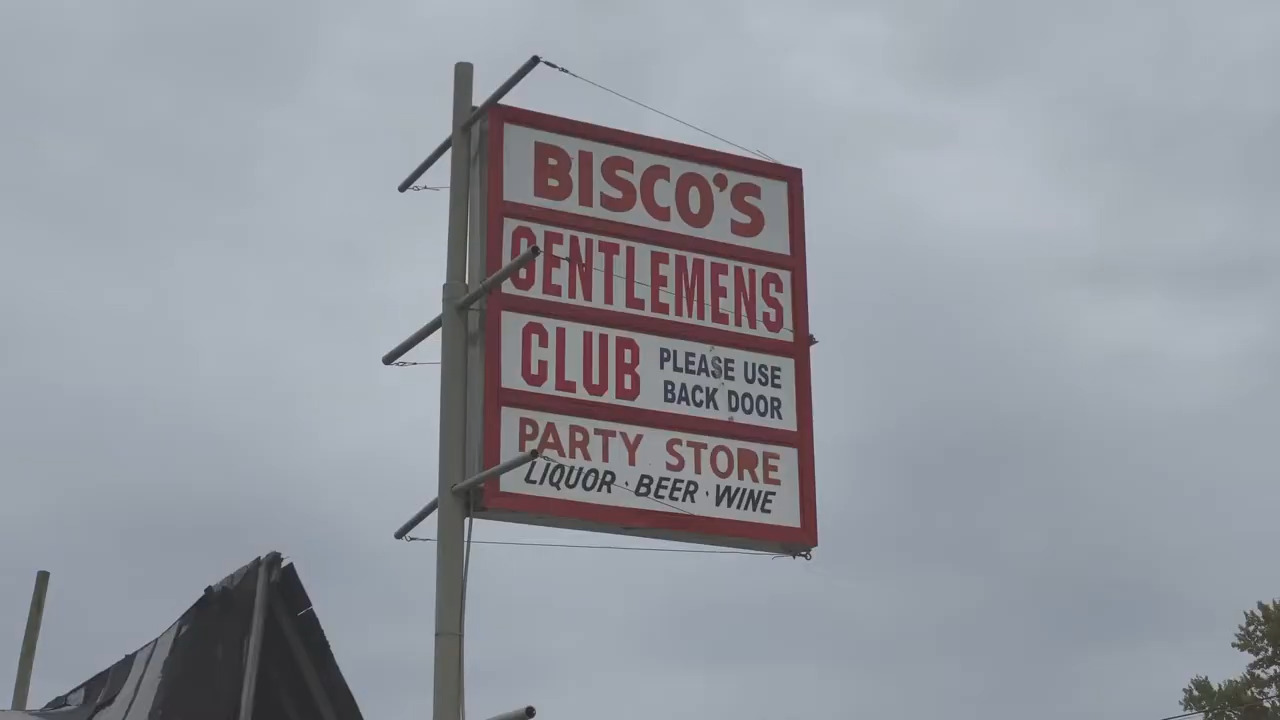 BISCO'S
GENTLEMENS
CLUB
PLEASE USE
BACK DOOR
PARTY STORE
LIQUOR · BEER · WINE